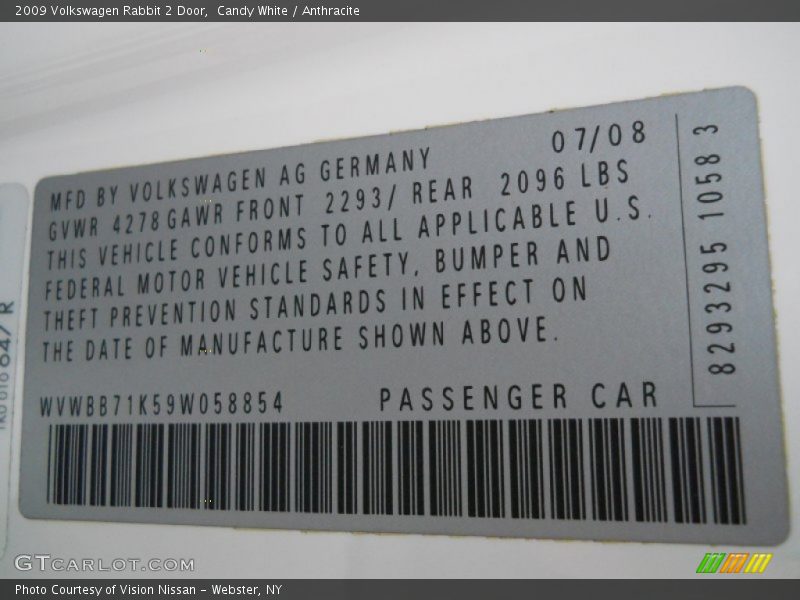 2009 Volkswagen Rabbit 2 Door,  Candy White / Anthracite
MFD BY VOLKSWAGEN AG GERMANY 07/08
GVWR 4278 GAWR FRONT 2293/ REAR 2096 LBS
THIS VEHICLE CONFORMS TO ALL APPLICABLE U.S.
FEDERAL MOTOR VEHICLE SAFETY, BUMPER AND
THEFT PREVENTION STANDARDS IN EFFECT ON
THE DATE OF MANUFACTURE SHOWN ABOVE.
WVWBB71K59W058854 PASSENGER CAR
8293295 10583
GTCARLOT.COM
Photo Courtesy of Vision Nissan - Webster, NY